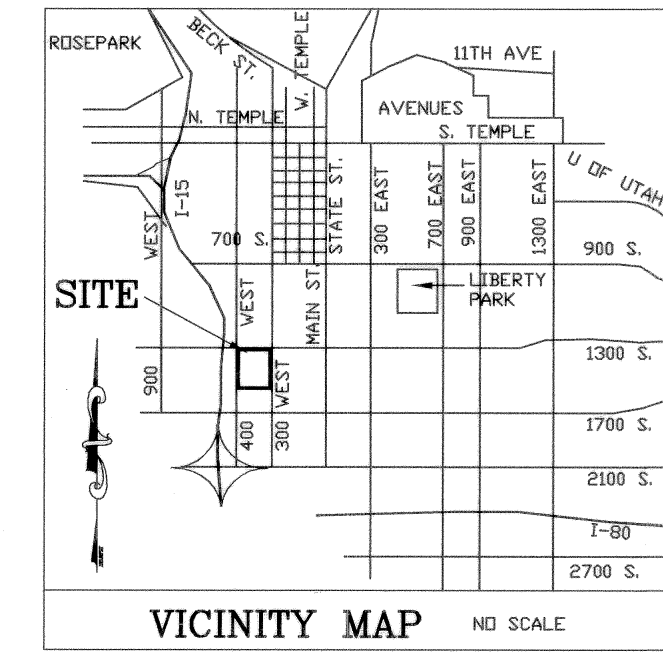 ROSEPARK
BECK ST.
W. TEMPLE
11TH AVE
N. TEMPLE
AVENUES
S. TEMPLE
U OF UTAH
I-15
WEST
700 S.
STATE ST.
300 EAST
700 EAST
900 EAST
1300 EAST
900 S.
SITE
WEST
MAIN ST.
LIBERTY
PARK
1300 S.
900
WEST
400
300
1700 S.
2100 S.
I-80
2700 S.
VICINITY MAP
NO SCALE